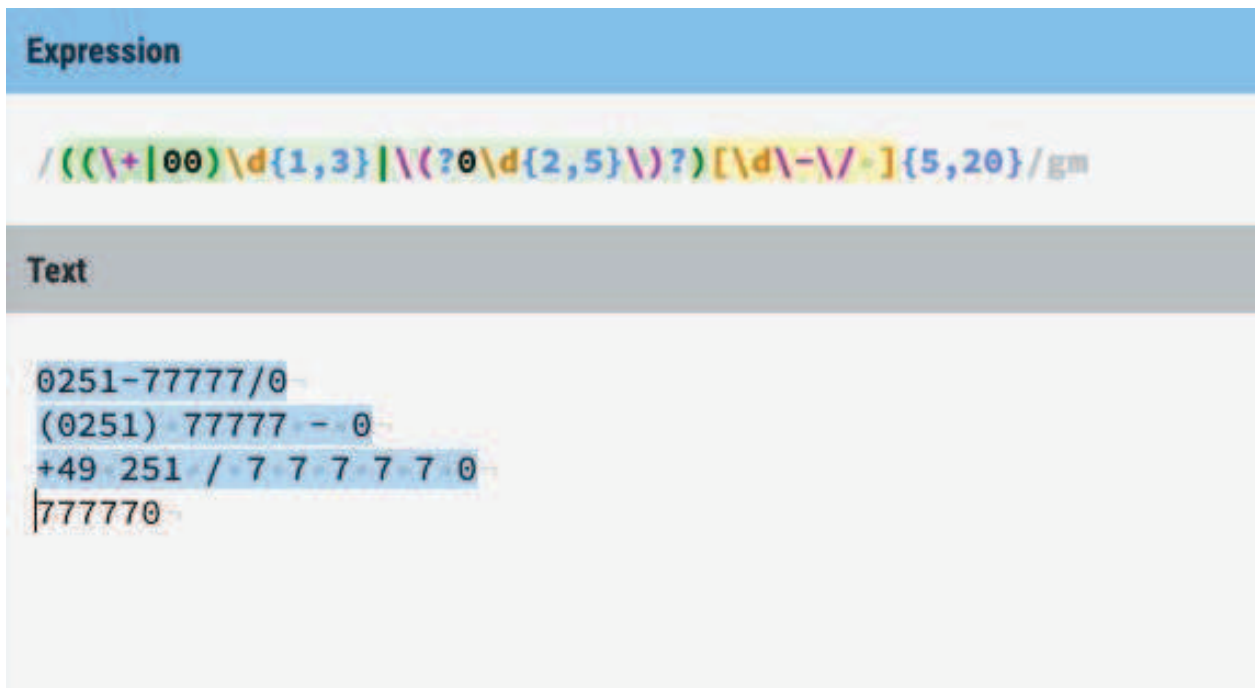 Expression
/((\+|00)\d{1,3}|\(?0\d{2,5}\)?)[\d\-\/ ]{5,20}/gm
Text
0251-77777/0
(0251) 77777 - 0
+49 251 / 7 7 7 7 7 0
777770